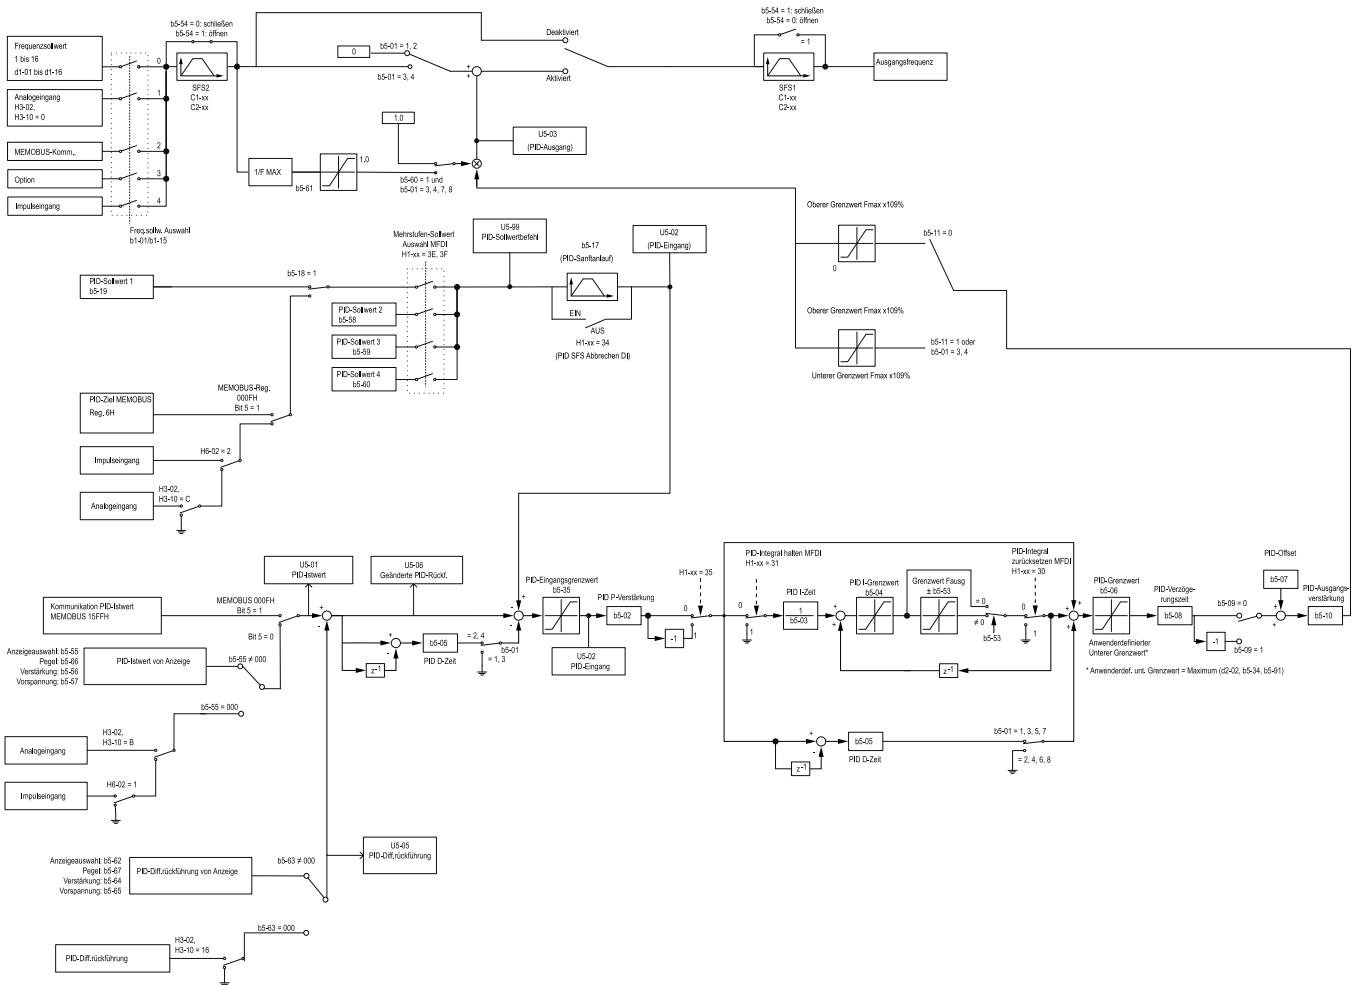 b5-54 = 0: schließen
b5-54 = 1: öffnen
b5-54 = 1: schließen
b5-54 = 0: öffnen
= 1
Frequenzsollwert
1 bis 16
d1-01 bis d1-16
Analogeingang
H3-02,
H3-10 = 0
MEMOBUS-Komm.,
Option
Impulseingang
0
1
2
3
4
Freq.sollw. Auswahl
b1-01/b1-15
SFS2
C1-xx
C2-xx
0
b5-01 = 1, 2
b5-01 = 3, 4
+
+
Deaktiviert
Aktiviert
SFS1
C1-xx
C2-xx
Ausgangsfrequenz
1.0
U5-03
(PID-Ausgang)
1/F MAX
b5-61
1.0
b5-60 = 1 und
b5-01 = 3, 4, 7, 8
Oberer Grenzwert Fmax x109%
0
b5-11 = 0
Oberer Grenzwert Fmax x109%
b5-11 = 1 oder
b5-01 = 3, 4
Unterer Grenzwert Fmax x109%
PID-Sollwert 1
b5-19
b5-18 = 1
Mehrstufen-Sollwert
Auswahl MFDI
H1-xx = 3E, 3F
U5-99
PID-Sollwertbefehl
b5-17
(PID-Sanftanlauf)
U5-02
(PID-Eingang)
PID-Sollwert 2
b5-58
PID-Sollwert 3
b5-59
PID-Sollwert 4
b5-60
EIN
AUS
H1-xx = 34
(PID SFS Abbrechen DI)
PID-Ziel MEMOBUS
Reg. 6H
MEMOBUS-Reg.
000FH
Bit 5 = 1
Impulseingang
H6-02 = 2
Analogeingang
H3-02,
H3-10 = C
U5-01
PID-Istwert
U5-06
Geänderte PID-Rückf.
Kommunikation PID-Istwert
MEMOBUS 15FFH
MEMOBUS 000FH
Bit 5 = 1
Bit 5 = 0
+
-
Anzeigeauswahl: b5-55
Pegel: b5-66
Verstärkung: b5-56
Vorspannung: b5-57
PID-Istwert von Anzeige
b5-55 ≠ 000
+
-
z-1
b5-05
PID D-Zeit
= 2, 4
b5-01
= 1, 3
-
+
-
PID-Eingangsgrenzwert
b5-35
PID P-Verstärkung
b5-02
U5-02
PID-Eingang
H1-xx = 35
0
-1
1
PID-Integral halten MFDI
H1-xx = 31
0
1
PID I-Zeit
1
b5-03
+
+
PID I-Grenzwert
b5-04
Grenzwert Fausg
± b5-53
= 0
≠ 0
b5-53
PID-Integral
zurücksetzen MFDI
H1-xx = 30
0
1
z-1
+
+
+
PID-Grenzwert
b5-06
Anwenderdefinierter
Unterer Grenzwert*
PID-Verzöge-
rungszeit
b5-08
b5-09 = 0
-1
b5-09 = 1
PID-Offset
b5-07
+
+
PID-Ausgangs-
verstärkung
b5-10
* Anwenderdef. unt. Grenzwert = Maximum (d2-02, b5-34, b5-91)
b5-55 = 000
Analogeingang
H3-02,
H3-10 = B
Impulseingang
H6-02 = 1
z-1
+
-
b5-05
PID D-Zeit
b5-01 = 1, 3, 5, 7
= 2, 4, 6, 8
U5-05
PID-Diff.rückführung
Anzeigeauswahl: b5-62
Pegel: b5-67
Verstärkung: b5-64
Vorspannung: b5-65
PID-Diff.rückführung von Anzeige
b5-63 ≠ 000
b5-63 = 000
PID-Diff.rückführung
H3-02,
H3-10 = 16